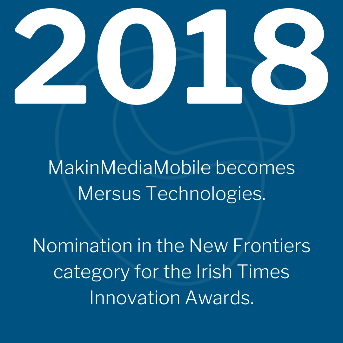 2018
MakinMediaMobile becomes
Mersus Technologies.
Nomination in the New Frontiers
category for the Irish Times
Innovation Awards.